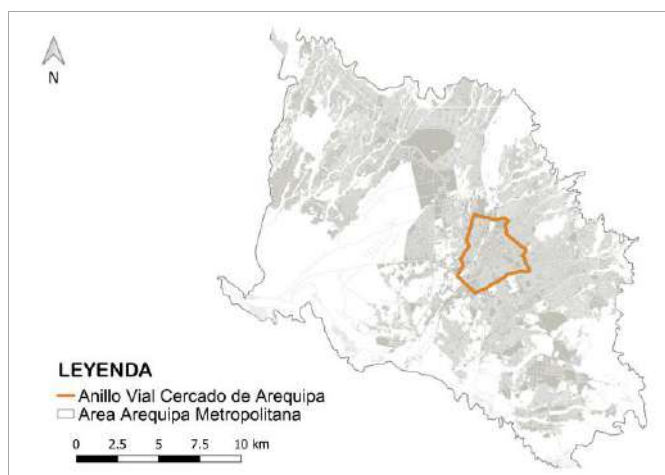 N
LEYENDA
Anillo Vial Cercado de Arequipa
Area Arequipa Metropolitana
0 2.5 5 7.5 10 km